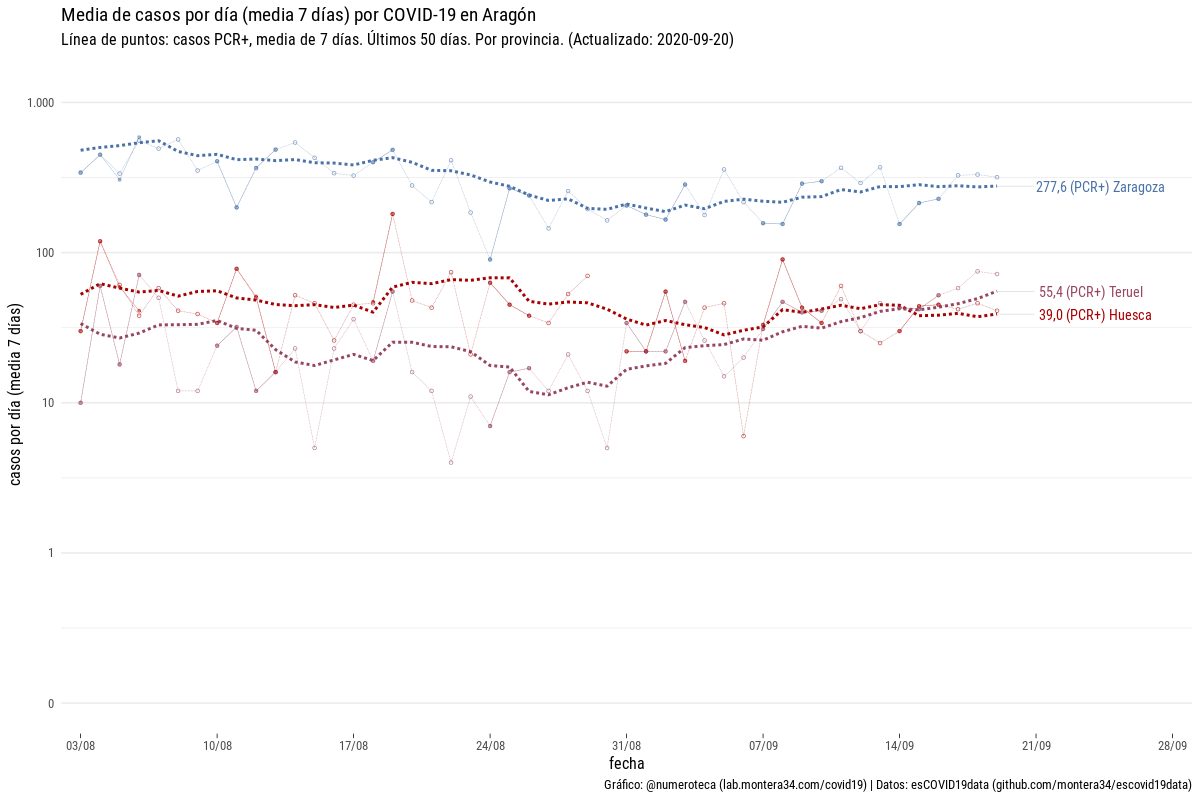 Media de casos por día (media 7 días) por COVID-19 en Aragón
Línea de puntos: casos PCR+, media de 7 días. Últimos 50 días. Por provincia. (Actualizado: 2020-09-20)
casos por día (media 7 días)
1.000
100
10
1
0
277,6 (PCR+) Zaragoza
55,4 (PCR+) Teruel
39,0 (PCR+) Huesca
03/08
10/08
17/08
24/08
31/08
07/09
14/09
21/09
28/09
fecha
Gráfico: @numeroteca (lab.montera34.com/covid19) | Datos: esCOVID19data (github.com/montera34/escovid19data)